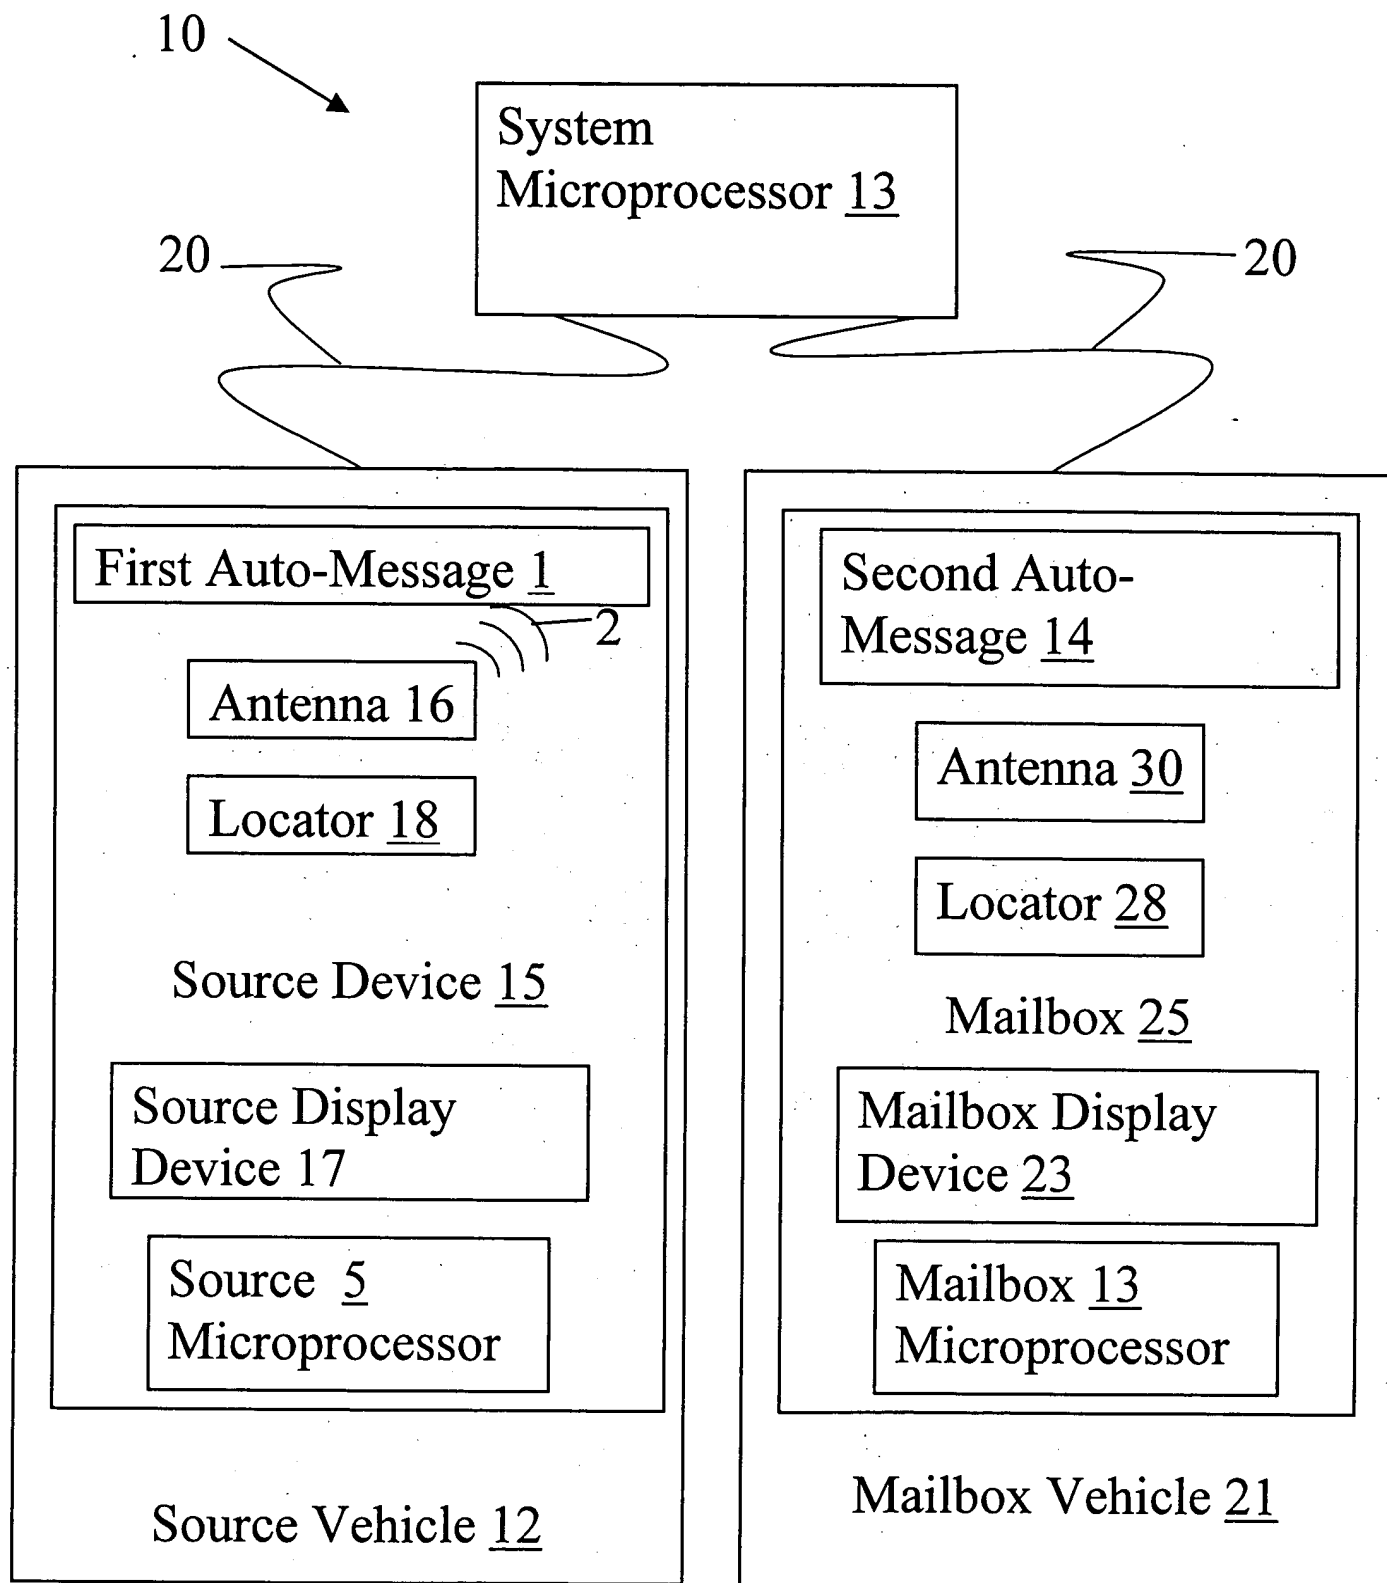 10
System
Microprocessor 13
20
20
First Auto-Message 1
2
Antenna 16
Locator 18
Source Device 15
Source Display
Device 17
Source 5
Microprocessor
Source Vehicle 12
Second Auto-
Message 14
Antenna 30
Locator 28
Mailbox 25
Mailbox Display
Device 23
Mailbox 13
Microprocessor
Mailbox Vehicle 21